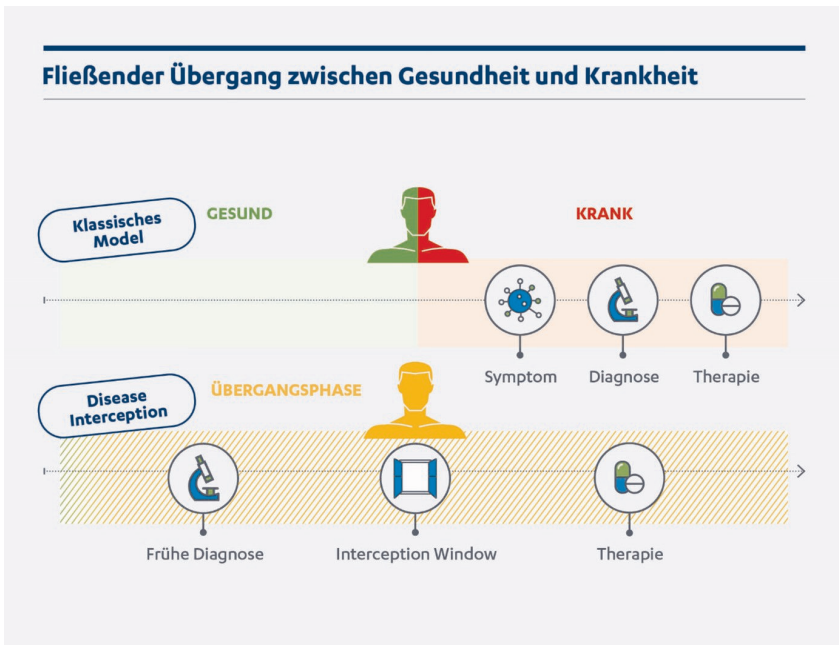 Fließender Übergang zwischen Gesundheit und Krankheit
Klassisches
Model
GESUND
KRANK
Symptom
Diagnose
Therapie
Disease
Interception
ÜBERGANGSPHASE
Frühe Diagnose
Interception Window
Therapie